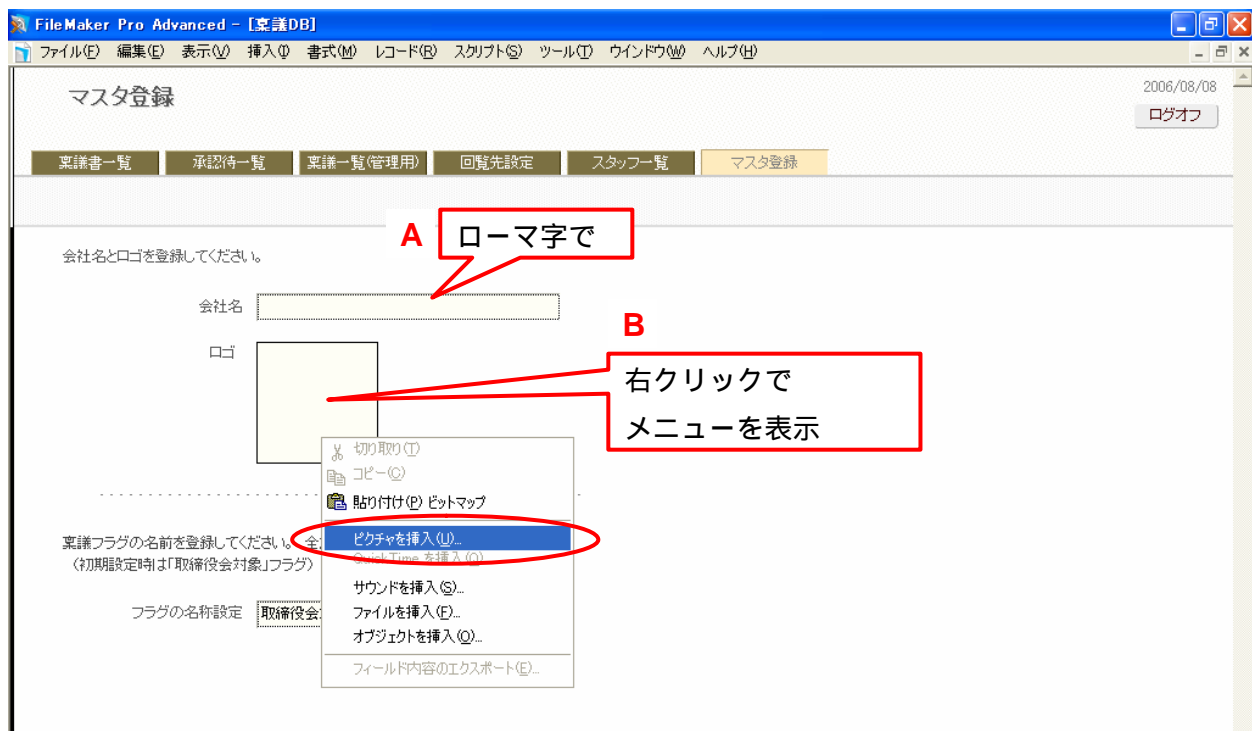 FileMaker Pro Advanced - [稟議DB]
ファイル(F) 編集(E) 表示(V) 挿入(I) 書式(M) レコード(R) スクリプト(S) ツール(T) ウインドウ(W) ヘルプ(H)
マスタ登録
2006/08/08
ログオフ
稟議書一覧 承認待一覧 稟議一覧(管理用) 回覧先設定 スタッフ一覧 マスタ登録
A ローマ字で
会社名とロゴを登録してください。
会社名
B
ロゴ
右クリックで
メニューを表示
切り取り(T)
コピー(C)
貼り付け(P) ビットマップ
ピクチャを挿入(U)...
稟議フラグの名前を登録してください。 全
QuickTime を挿入(Q)...
(初期設定時は「取締役会対象」フラグ)
サウンドを挿入(S)...
フラグの名称設定 取締役会
ファイルを挿入(F)...
オブジェクトを挿入(O)...
フィールド内容のエクスポート(E)...